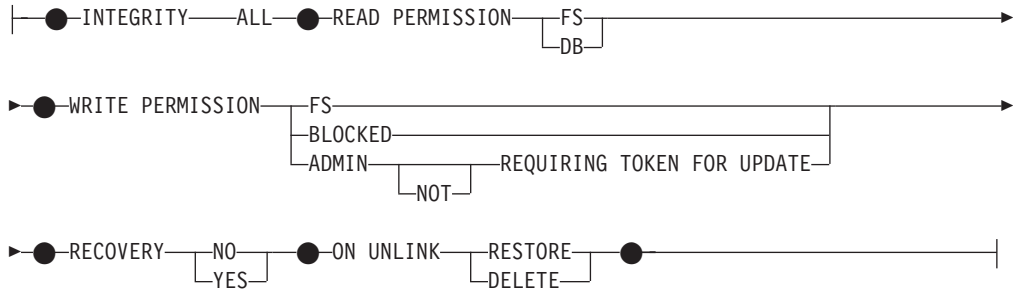 INTEGRITY ALL READ PERMISSION FS
DB
WRITE PERMISSION FS
BLOCKED
ADMIN REQUIRING TOKEN FOR UPDATE
NOT
RECOVERY NO ON UNLINK RESTORE
YES DELETE